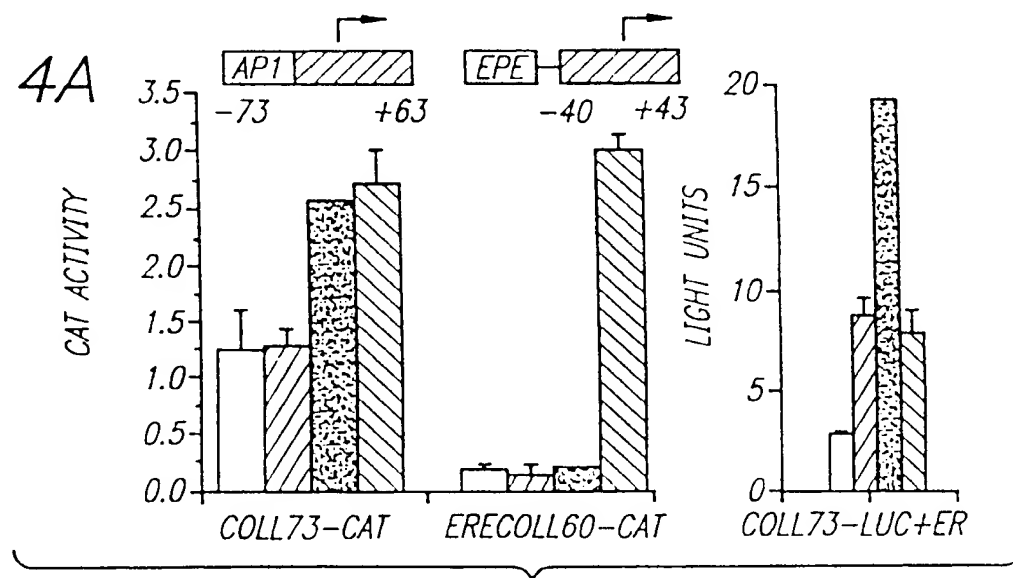 4A
AP1
EPE
-73
+63
-40
+43
CAT ACTIVITY
3.5
3.0
2.5
2.0
1.5
1.0
0.5
0.0
COLL73-CAT
ERECOLL60-CAT
LIGHT UNITS
20
15
10
5
0
COLL73-LUC+ER